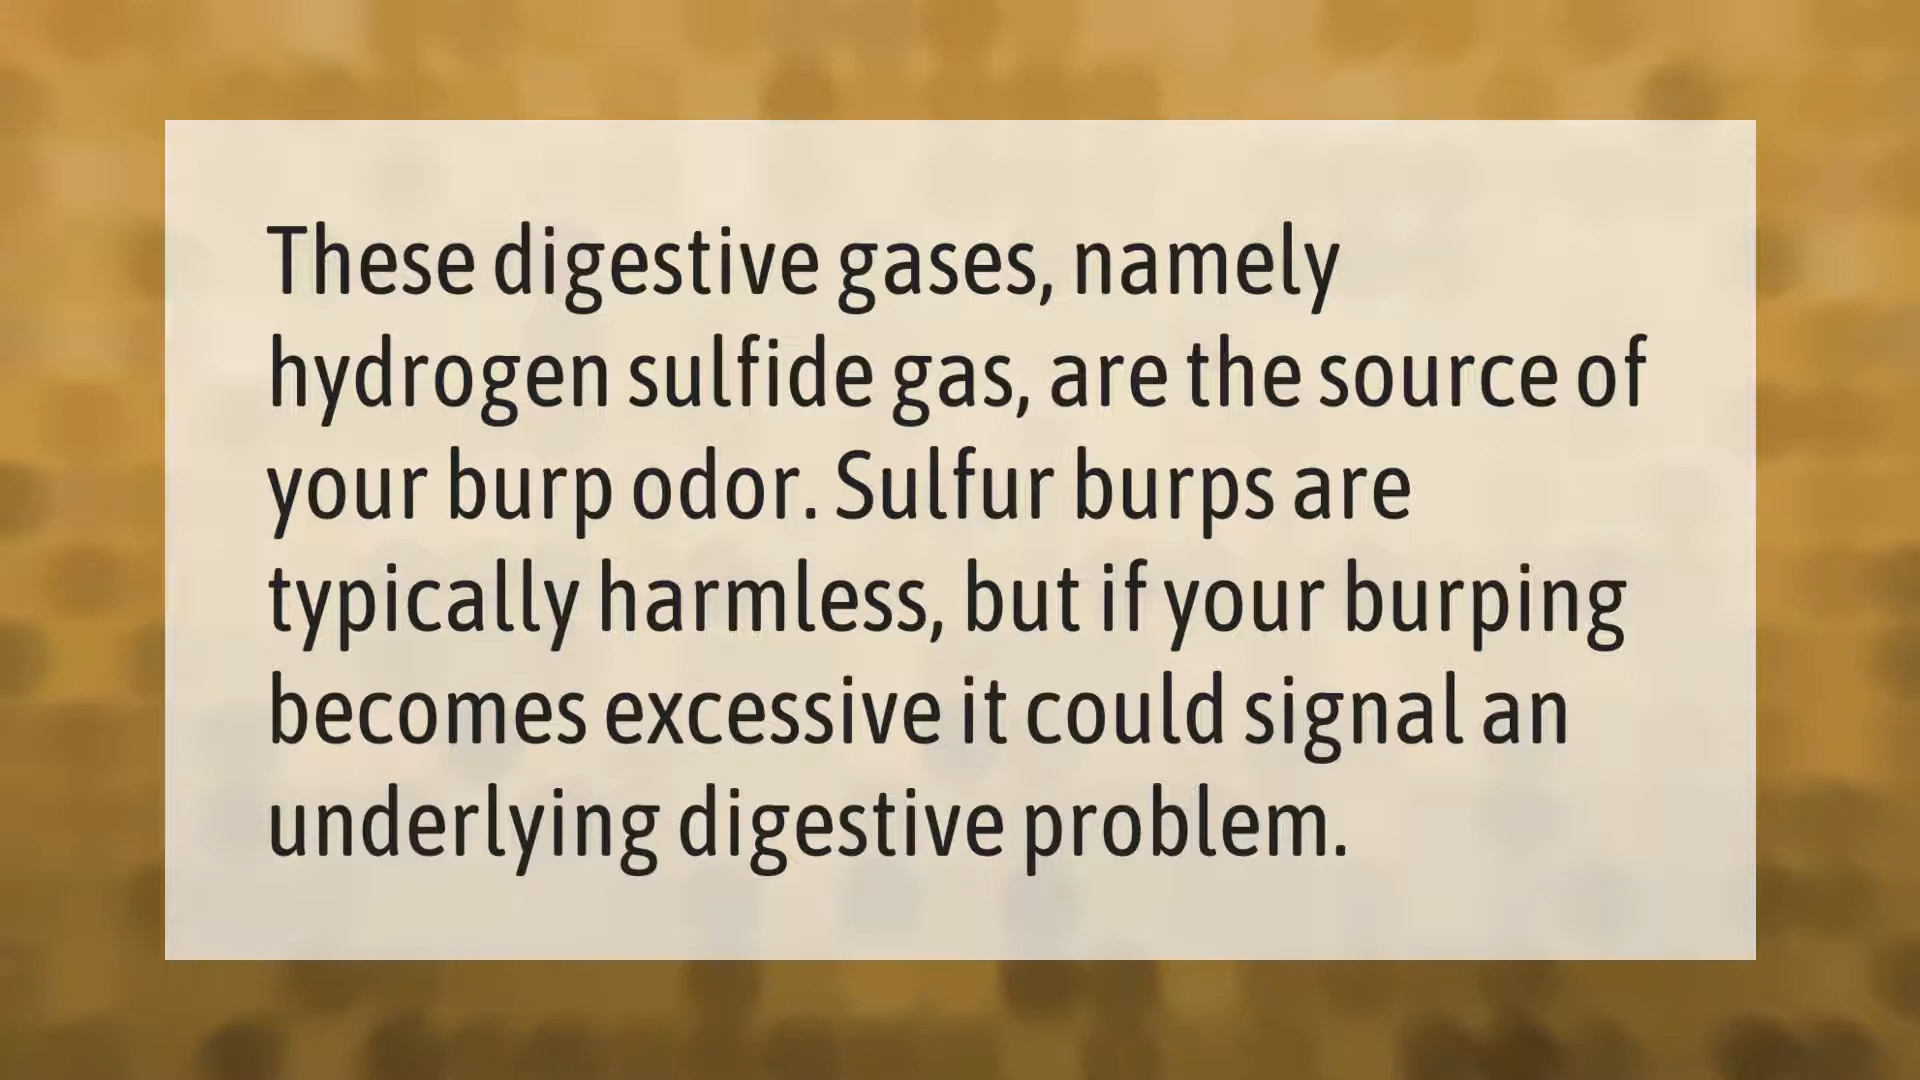 These digestive gases, namely
hydrogen sulfide gas, are the source of
your burp odor. Sulfur burps are
typically harmless, but if your burping
becomes excessive it could signal an
underlying digestive problem.